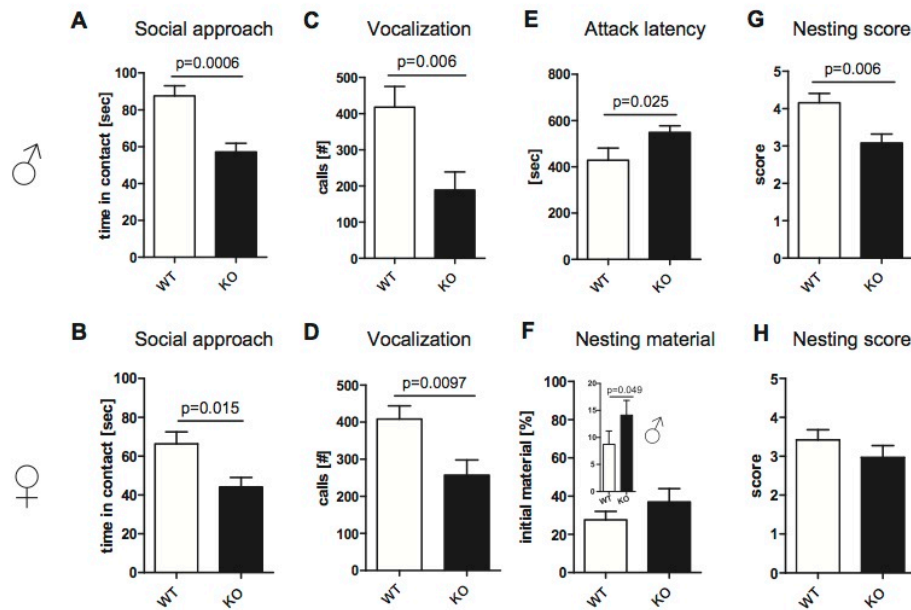 A Social approach
p=0.0006
time in contact [sec]
100
80
60
40
20
0
WT KO
C Vocalization
p=0.006
calls [#]
500
400
300
200
100
0
WT KO
E Attack latency
p=0.025
[sec]
800
600
400
200
0
WT KO
G Nesting score
p=0.006
score
5
4
3
2
1
0
WT KO
♂
B Social approach
p=0.015
time in contact [sec]
100
80
60
40
20
0
WT KO
D Vocalization
p=0.0097
calls [#]
500
400
300
200
100
0
WT KO
F Nesting material
initial material [%]
100
80
60
40
20
0
WT KO
p=0.049
20
15
10
5
0
WT KO
♂
H Nesting score
score
5
4
3
2
1
0
WT KO
♀